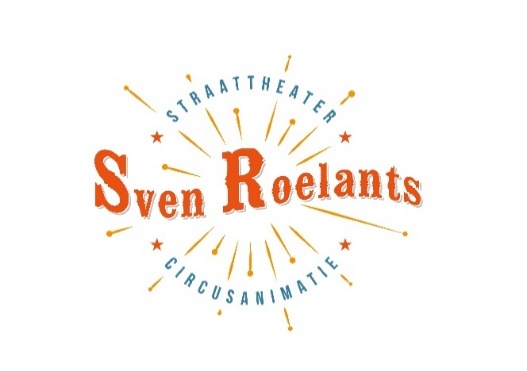 STRAATTHEATER
Sven Roelants
CIRCUSANIMATIE